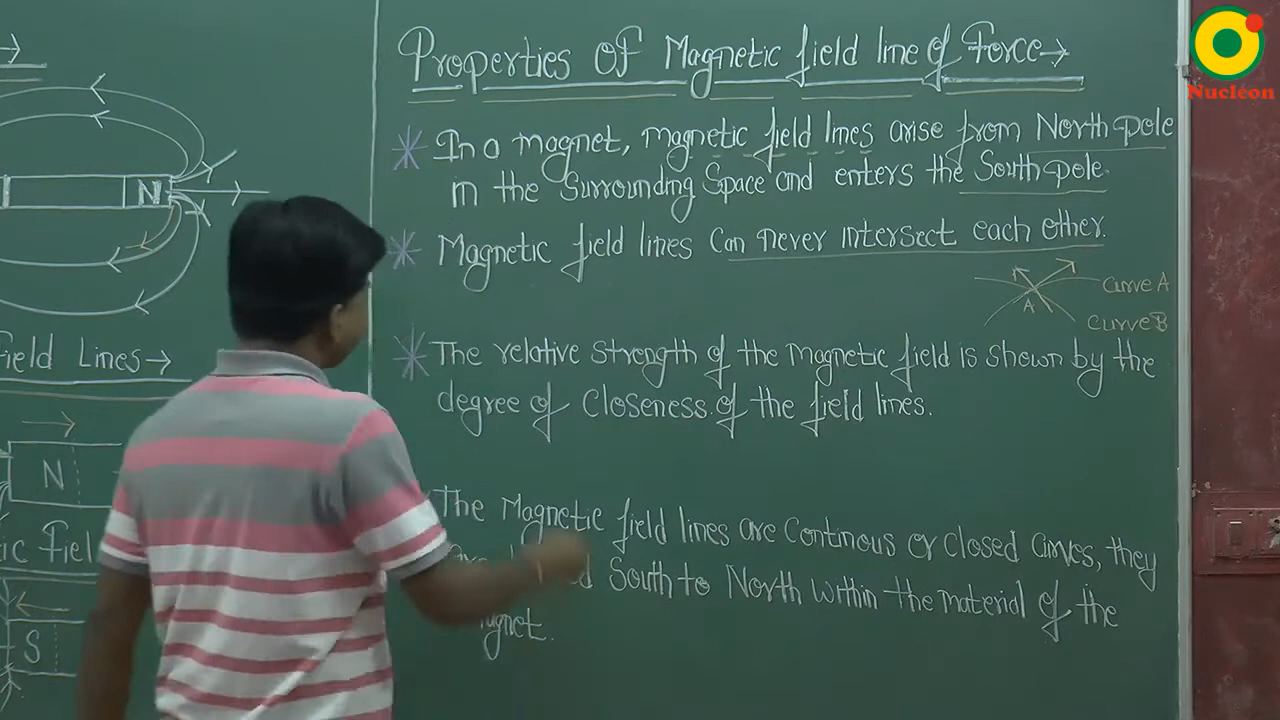 Properties Of Magnetic field line of Force→
In a magnet, magnetic field lines arise from North pole
in the Surrounding Space and enters the South pole.
Magnetic field lines Can never intersect each other.
Curve A
A
Curve B
The relative Strength of the Magnetic field is shown by the
degree of Closeness of the field lines.
The Magnetic field lines are Continous or Closed Curves, they
South to North within the material of the
N
Field Lines→
N
S
Nucleon